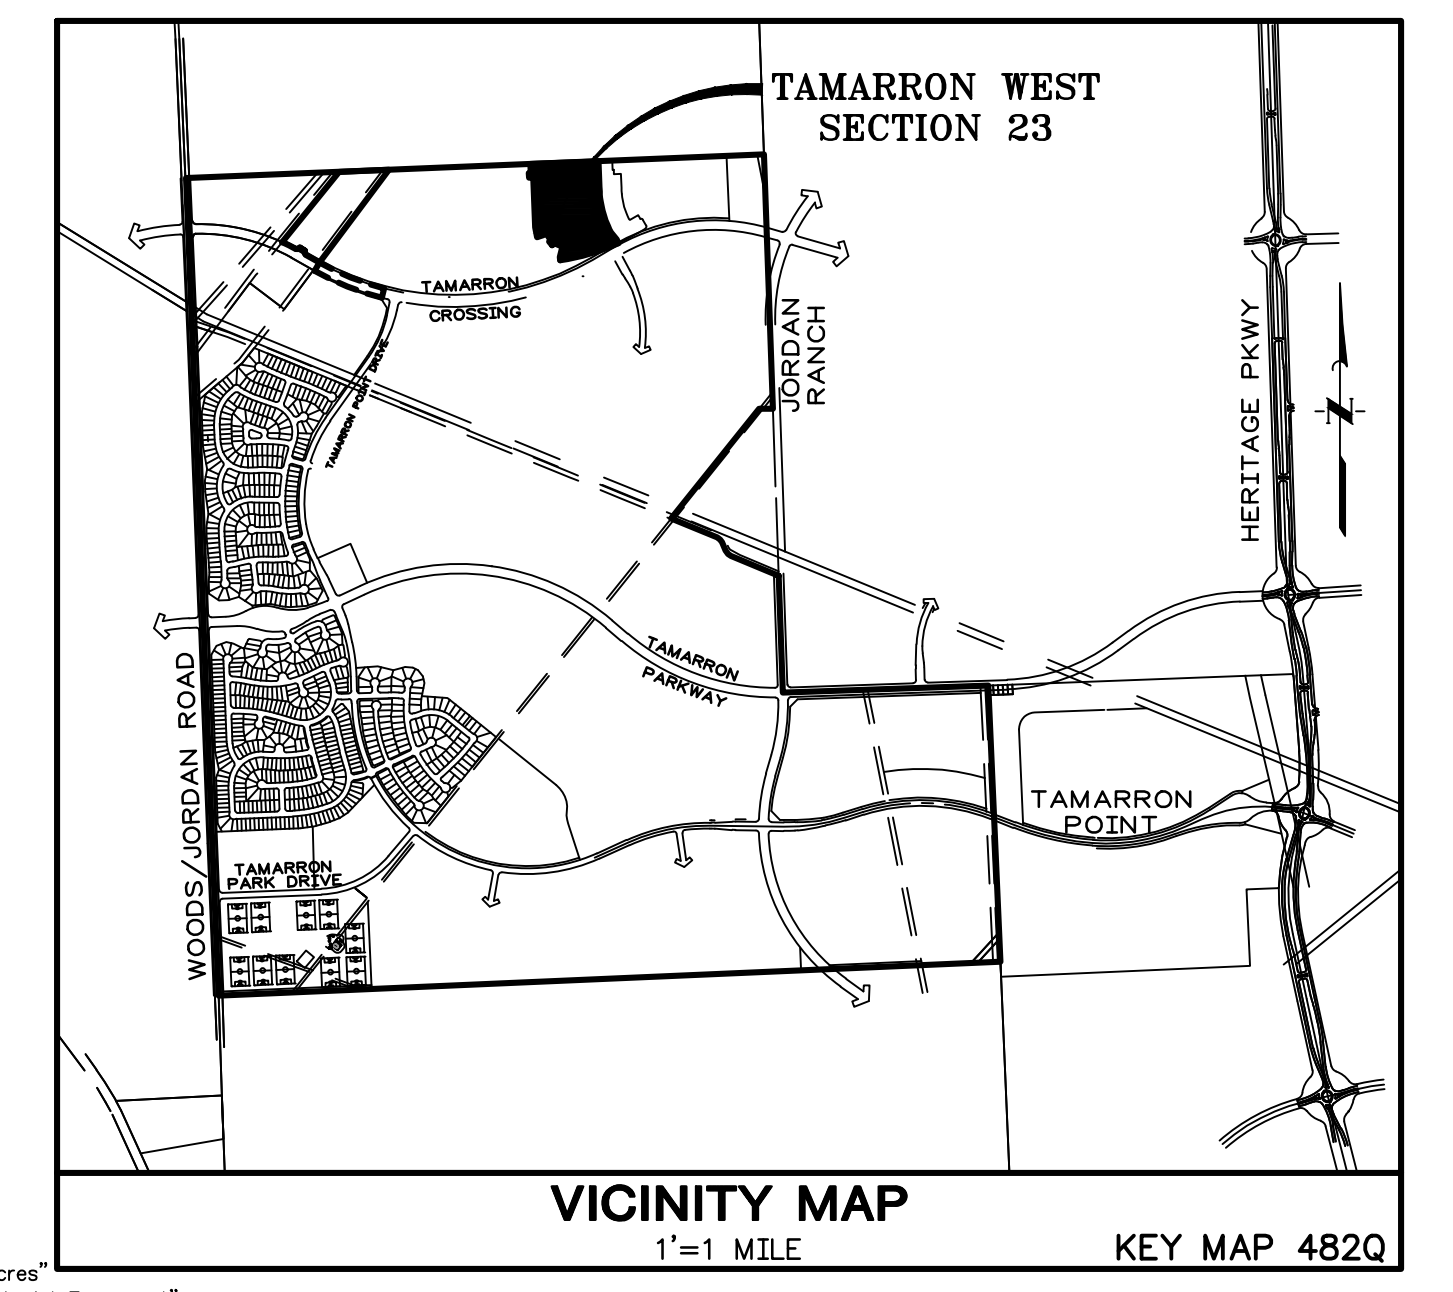 TAMARRON WEST
SECTION 23
TAMARRON
CROSSING
JORDAN
RANCH
HERITAGE PKWY
TAMARRON POINT DRIVE
N
TAMARRON
PARKWAY
WOODS/JORDAN ROAD
TAMARRON
POINT
TAMARRON
PARK DRIVE
VICINITY MAP
1'=1 MILE
KEY MAP 482Q
cres"